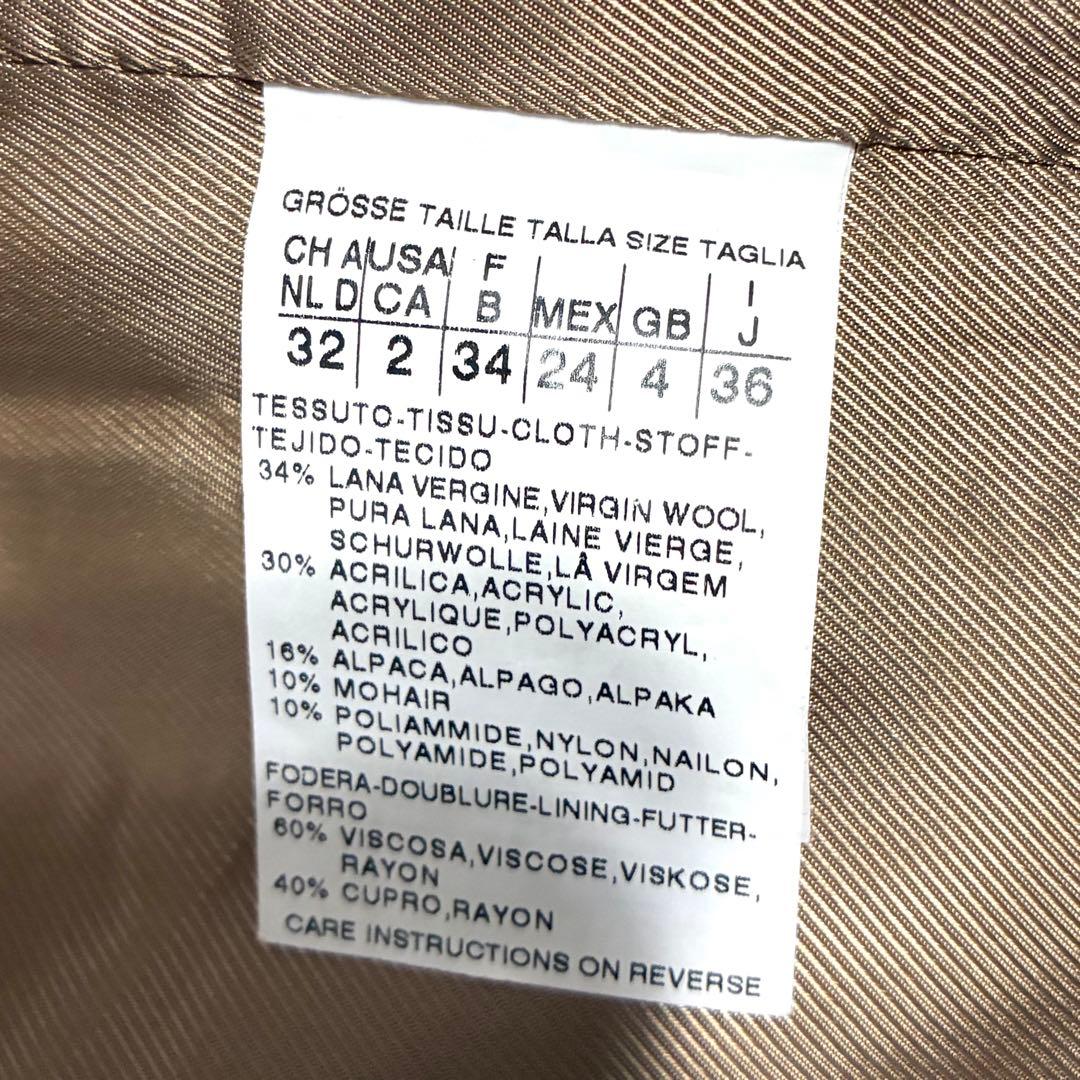 GRÖSSE TAILLE TALLA SIZE TAGLIA
CH A USA F I
NL D CA B MEX GB J
32 2 34 24 4 36
TESSUTO-TISSU-CLOTH-STOFF-
TEJIDO-TECIDO
34% LANA VERGINE,VIRGIN WOOL,
PURA LANA,LAINE VIERGE,
SCHURWOLLE,LÂ VIRGEM
30% ACRILICA,ACRYLIC,
ACRYLIQUE,POLYACRYL,
ACRILICO
16% ALPACA,ALPAGO,ALPAKA
10% MOHAIR
10% POLIAMMIDE,NYLON,NAILON,
POLYAMIDE,POLYAMID
FODERA-DOUBLURE-LINING-FUTTER-
FORRO
60% VISCOSA,VISCOSE,VISKOSE,
RAYON
40% CUPRO,RAYON
CARE INSTRUCTIONS ON REVERSE